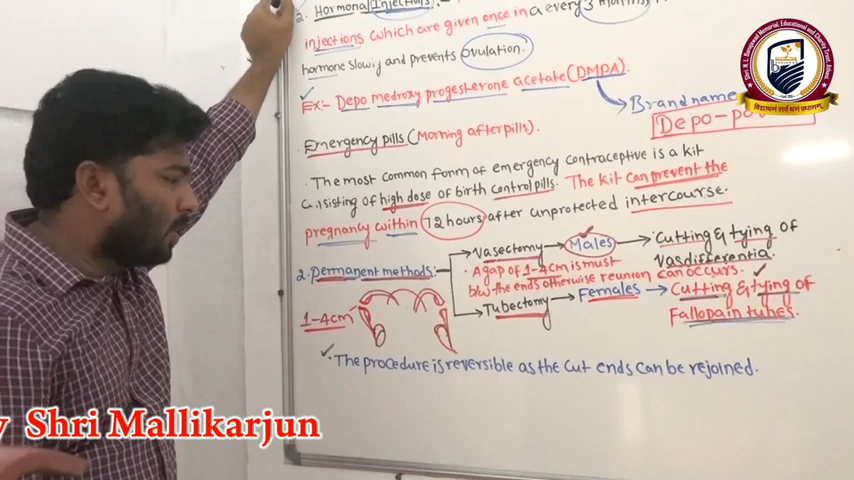 2. Hormonal Injections:-
injections which are given once in a every 3 months,
hormone slowly and prevents ovulation.
Ex:- Depo medroxy progesterone acetate (DMPA).
Brand name
Depo-po
Emergency pills (Morning after pills).
. The most common form of emergency contraceptive is a kit
consisting of high dose of birth control pills. The kit can prevent the
pregnancy within 72 hours after unprotected intercourse.
2. permanent methods:-
Vasectomy Males Cutting & tying of
Vasdifferentia.
. A gap of 1-4cm is must
b/w the ends otherwise reunion can occurs.
Tubectomy Females Cutting & tying of
Fallopain tubes.
1-4cm
. The procedure is reversible as the cut ends can be rejoined.
Shri Mallikarjun